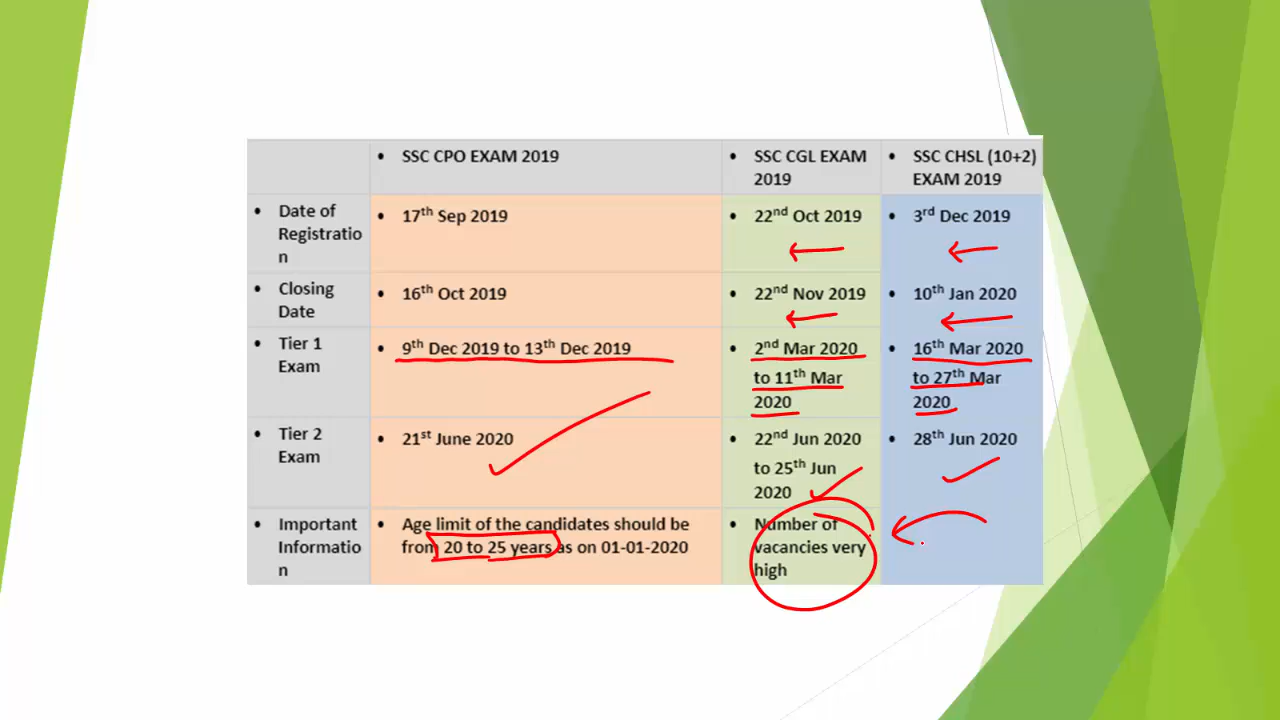 • SSC CPO EXAM 2019
• SSC CGL EXAM
2019
• SSC CHSL (10+2)
EXAM 2019
• Date of
Registratio
n
• 17th Sep 2019
• 22nd Oct 2019
• 3rd Dec 2019
• Closing
Date
• 16th Oct 2019
• 22nd Nov 2019
• 10th Jan 2020
• Tier 1
Exam
• 9th Dec 2019 to 13th Dec 2019
• 2nd Mar 2020
to 11th Mar
2020
• 16th Mar 2020
to 27th Mar
2020
• Tier 2
Exam
• 21st June 2020
• 22nd Jun 2020
to 25th Jun
2020
• 28th Jun 2020
• Important
Informatio
n
• Age limit of the candidates should be
from 20 to 25 years as on 01-01-2020
• Number of
vacancies very
high